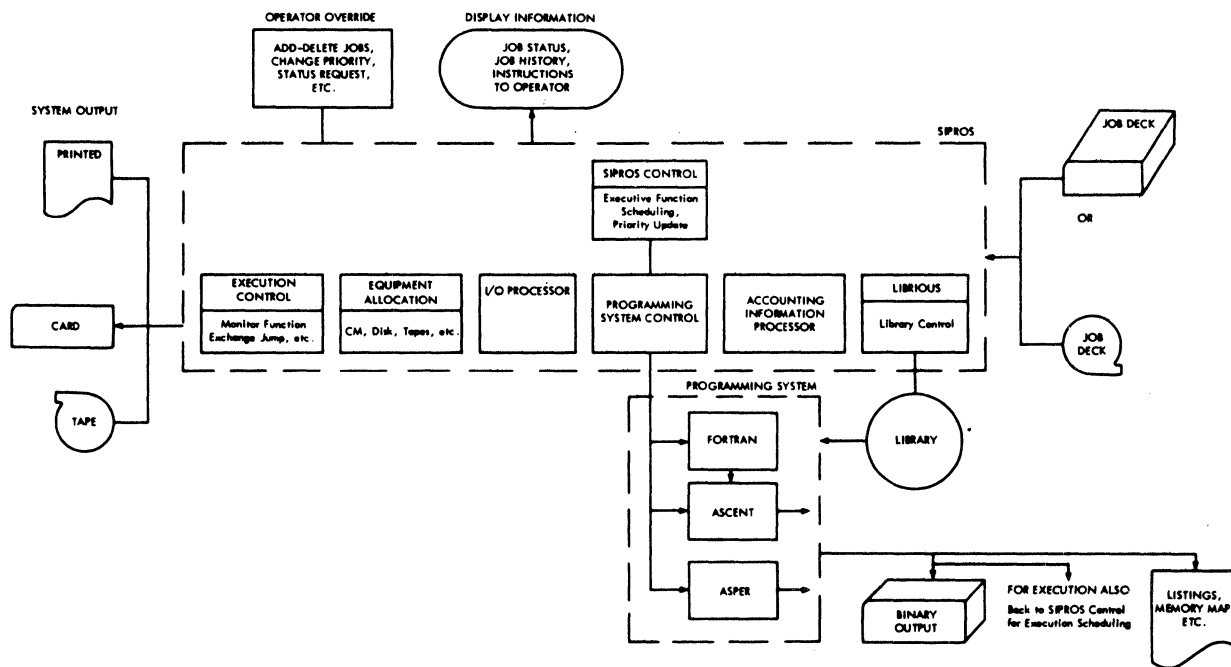 OPERATOR OVERRIDE
ADD-DELETE JOBS,
CHANGE PRIORITY,
STATUS REQUEST,
ETC.
DISPLAY INFORMATION
JOB STATUS,
JOB HISTORY,
INSTRUCTIONS
TO OPERATOR
SYSTEM OUTPUT
PRINTED
CARD
TAPE
SIPROS
JOB DECK
OR
JOB
DECK
SIPROS CONTROL
Executive Function
Scheduling,
Priority Update
EXECUTION
CONTROL
Monitor Function
Exchange Jump, etc.
EQUIPMENT
ALLOCATION
CM, Disk, Tapes, etc.
I/O PROCESSOR
PROGRAMMING
SYSTEM CONTROL
ACCOUNTING
INFORMATION
PROCESSOR
LIBRIOUS
Library Control
PROGRAMMING SYSTEM
FORTRAN
ASCENT
ASPER
LIBRARY
BINARY
OUTPUT
FOR EXECUTION ALSO
Back to SIPROS Control
for Execution Scheduling
LISTINGS,
MEMORY MAP
ETC.